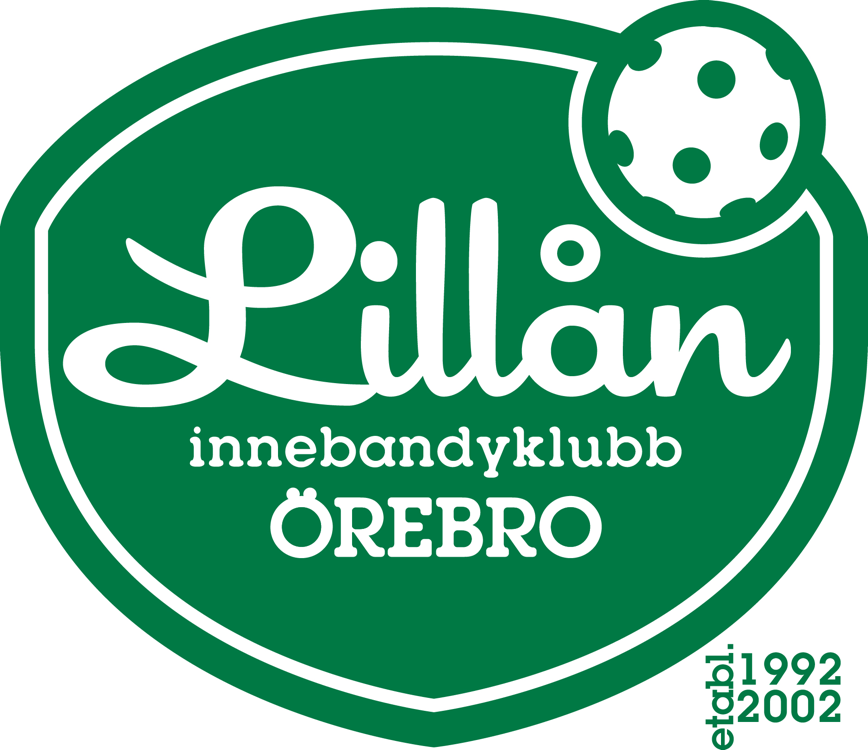 Lillån
innebandyklubb
ÖREBRO
etabl.
1992
2002